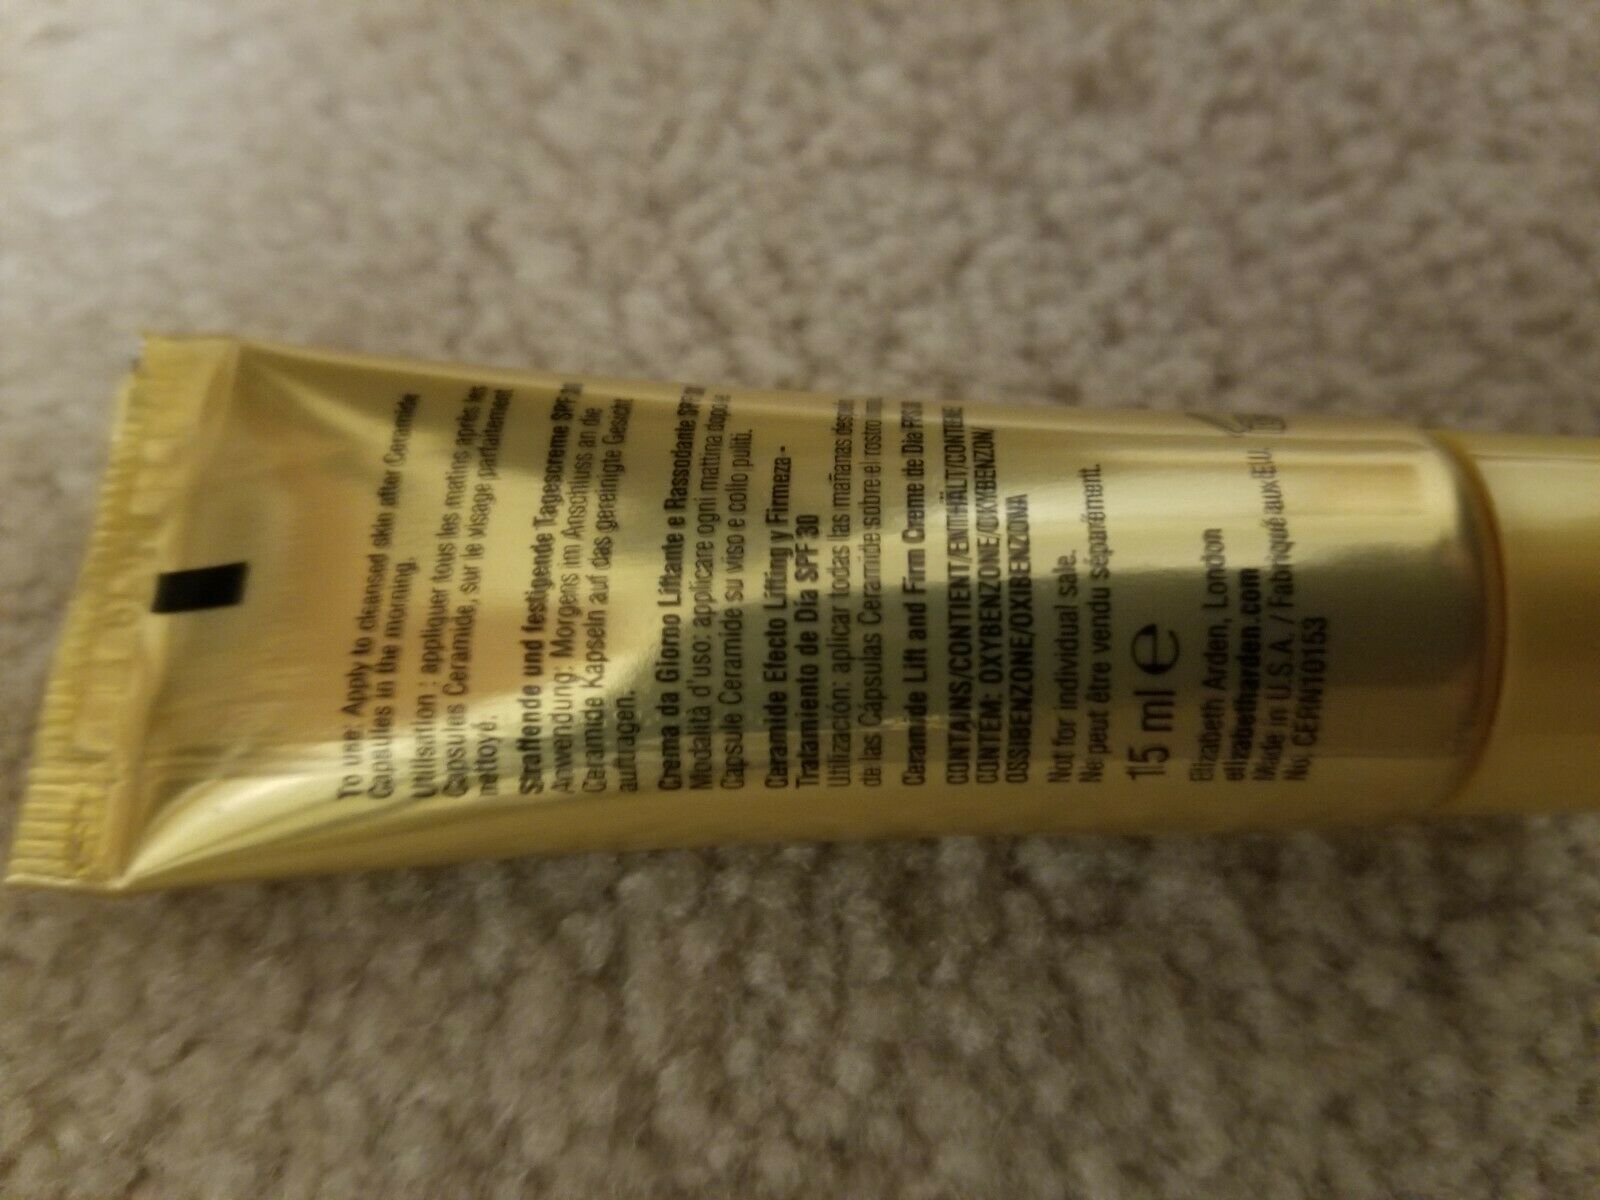 To use: Apply to cleansed skin after Ceramide
Capsules in the morning.
Utilisation : appliquer tous les matins après les
Capsules Ceramide, sur le visage parfaitement
nettoyé.
Straffende und festigende Tagescreme SPF 30
Anwendung: Morgens im Anschluss an die
Ceramide Kapseln auf das gereinigte Gesicht
auftragen.
Crema da Giorno Liftante e Rassodante SPF 30
Modalità d'uso: applicare ogni mattina dopo le
Capsule Ceramide su viso e collo puliti.
Ceramide Efecto Lifting y Firmeza -
Tratamiento de Día SPF 30
Utilización: aplicar todas las mañanas después
de las Cápsulas Ceramide sobre el rostro
Ceramide Lift and Firm Creme de Dia FPS 30
CONTAINS/CONTIENT/ENTHÄLT/CONTIENE
CONTÉM: OXYBENZONE/OXYBENZON/
OSSIBENZONE/OXIBENZONA
Not for individual sale.
Ne peut être vendu séparément.
15 ml e
Elizabeth Arden, London
elizabetharden.com
Made in U.S.A. / Fabriqué aux É.U.
No. CERN10153